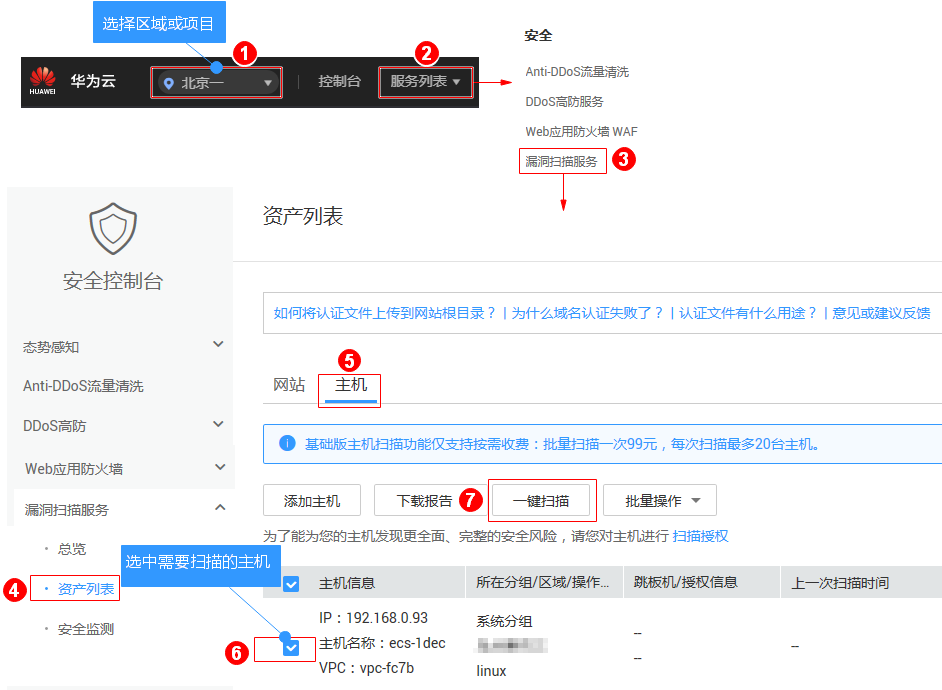 选择区域或项目
1
2
HUAWEI
华为云
北京一
控制台
服务列表
安全
Anti-DDoS流量清洗
DDoS高防服务
Web应用防火墙 WAF
漏洞扫描服务
3
安全控制台
态势感知
Anti-DDoS流量清洗
DDoS高防
Web应用防火墙
漏洞扫描服务
· 总览
4
· 资产列表
· 安全监测
资产列表
如何将认证文件上传到网站根目录？ | 为什么域名认证失败了？ | 认证文件有什么用途？ | 意见或建议反馈
5
网站
主机
基础版主机扫描功能仅支持按需收费：批量扫描一次99元，每次扫描最多20台主机。
添加主机
下载报告
7
一键扫描
批量操作
为了能为您的主机发现更全面、完整的安全风险，请您对主机进行 扫描授权
选中需要扫描的主机
主机信息
所在分组/区域/操作...
跳板机/授权信息
上一次扫描时间
6
IP：192.168.0.93
主机名称：ecs-1dec
VPC：vpc-fc7b
系统分组
linux
--
--
--